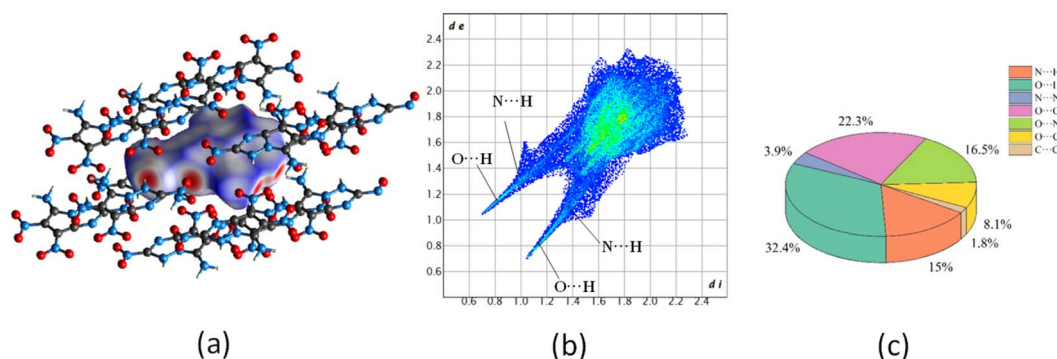 d e
2.4
2.2
2.0
1.8
1.6
1.4
1.2
1.0
0.8
0.6
N···H
O···H
N···H
O···H
0.6 0.8 1.0 1.2 1.4 1.6 1.8 2.0 2.2 2.4
d i
N···H
N···N
O···N
22.3%
16.5%
3.9%
8.1%
1.8%
32.4%
15%
(a)
(b)
(c)